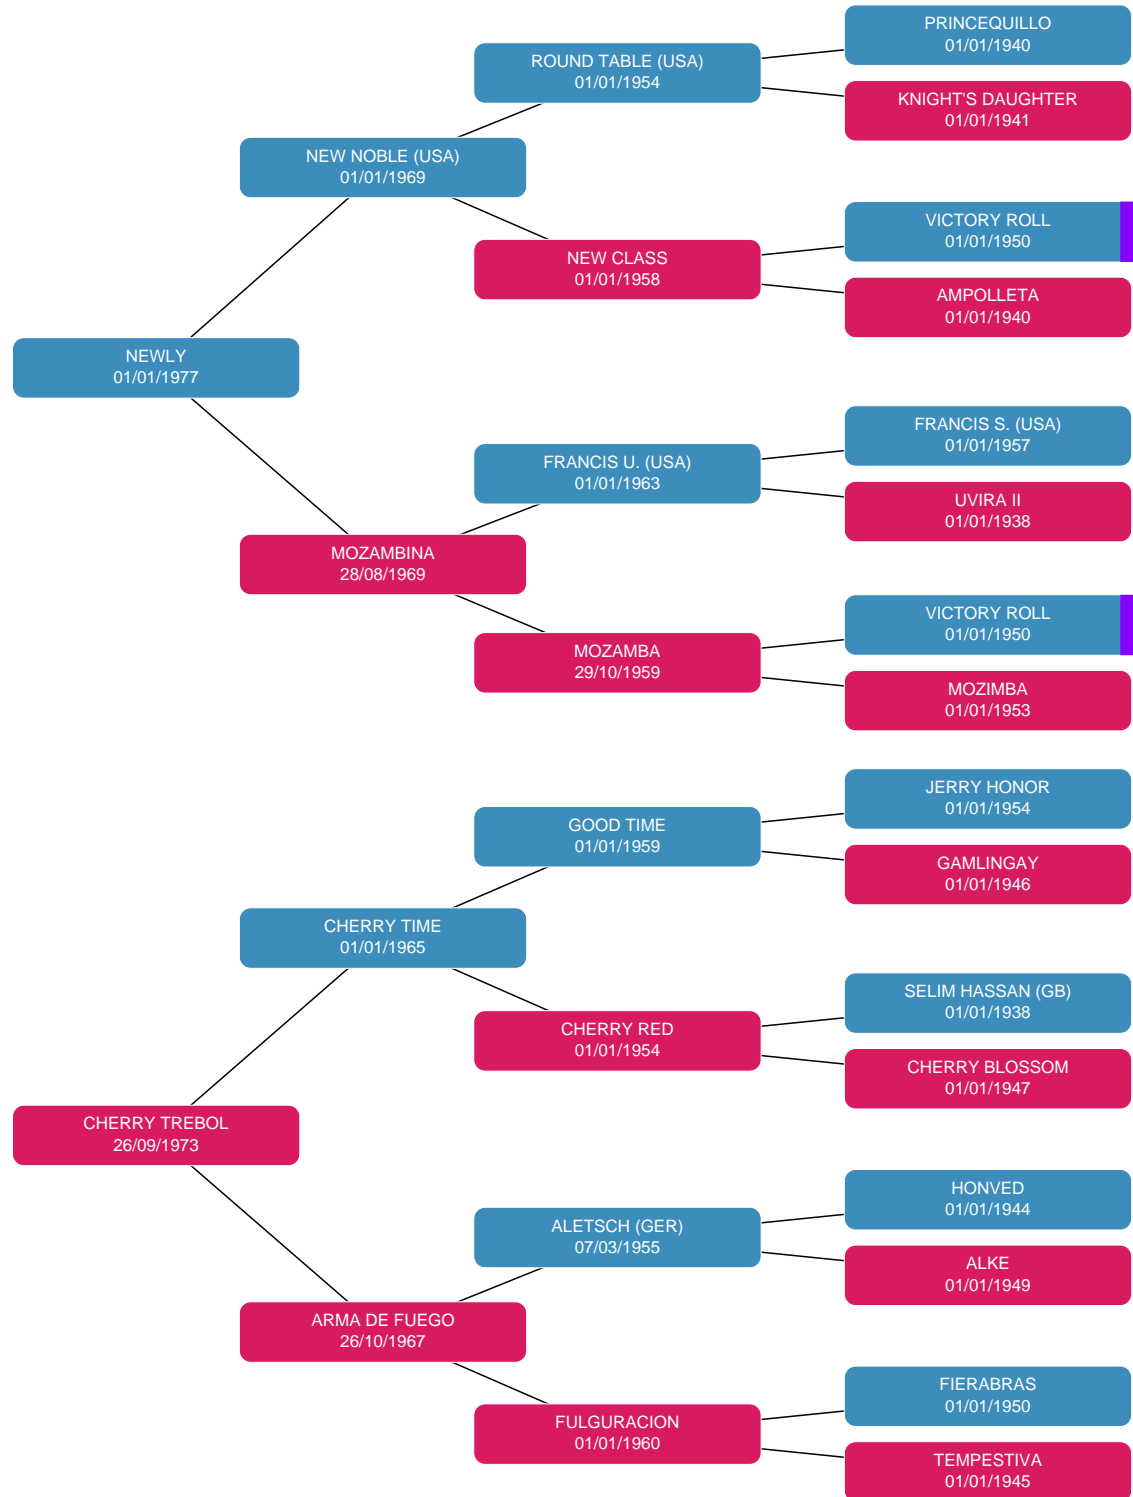 PRINCEQUILLO
01/01/1940
ROUND TABLE (USA)
01/01/1954
KNIGHT'S DAUGHTER
01/01/1941
NEW NOBLE (USA)
01/01/1969
VICTORY ROLL
01/01/1950
NEW CLASS
01/01/1958
AMPOLLETA
01/01/1940
NEWLY
01/01/1977
FRANCIS S. (USA)
01/01/1957
FRANCIS U. (USA)
01/01/1963
UVIRA II
01/01/1938
MOZAMBINA
28/08/1969
VICTORY ROLL
01/01/1950
MOZAMBA
29/10/1959
MOZIMBA
01/01/1953
JERRY HONOR
01/01/1954
GOOD TIME
01/01/1959
GAMLINGAY
01/01/1946
CHERRY TIME
01/01/1965
SELIM HASSAN (GB)
01/01/1938
CHERRY RED
01/01/1954
CHERRY BLOSSOM
01/01/1947
CHERRY TREBOL
26/09/1973
HONVED
01/01/1944
ALETSCH (GER)
07/03/1955
ALKE
01/01/1949
ARMA DE FUEGO
26/10/1967
FIERABRAS
01/01/1950
FULGURACION
01/01/1960
TEMPESTIVA
01/01/1945